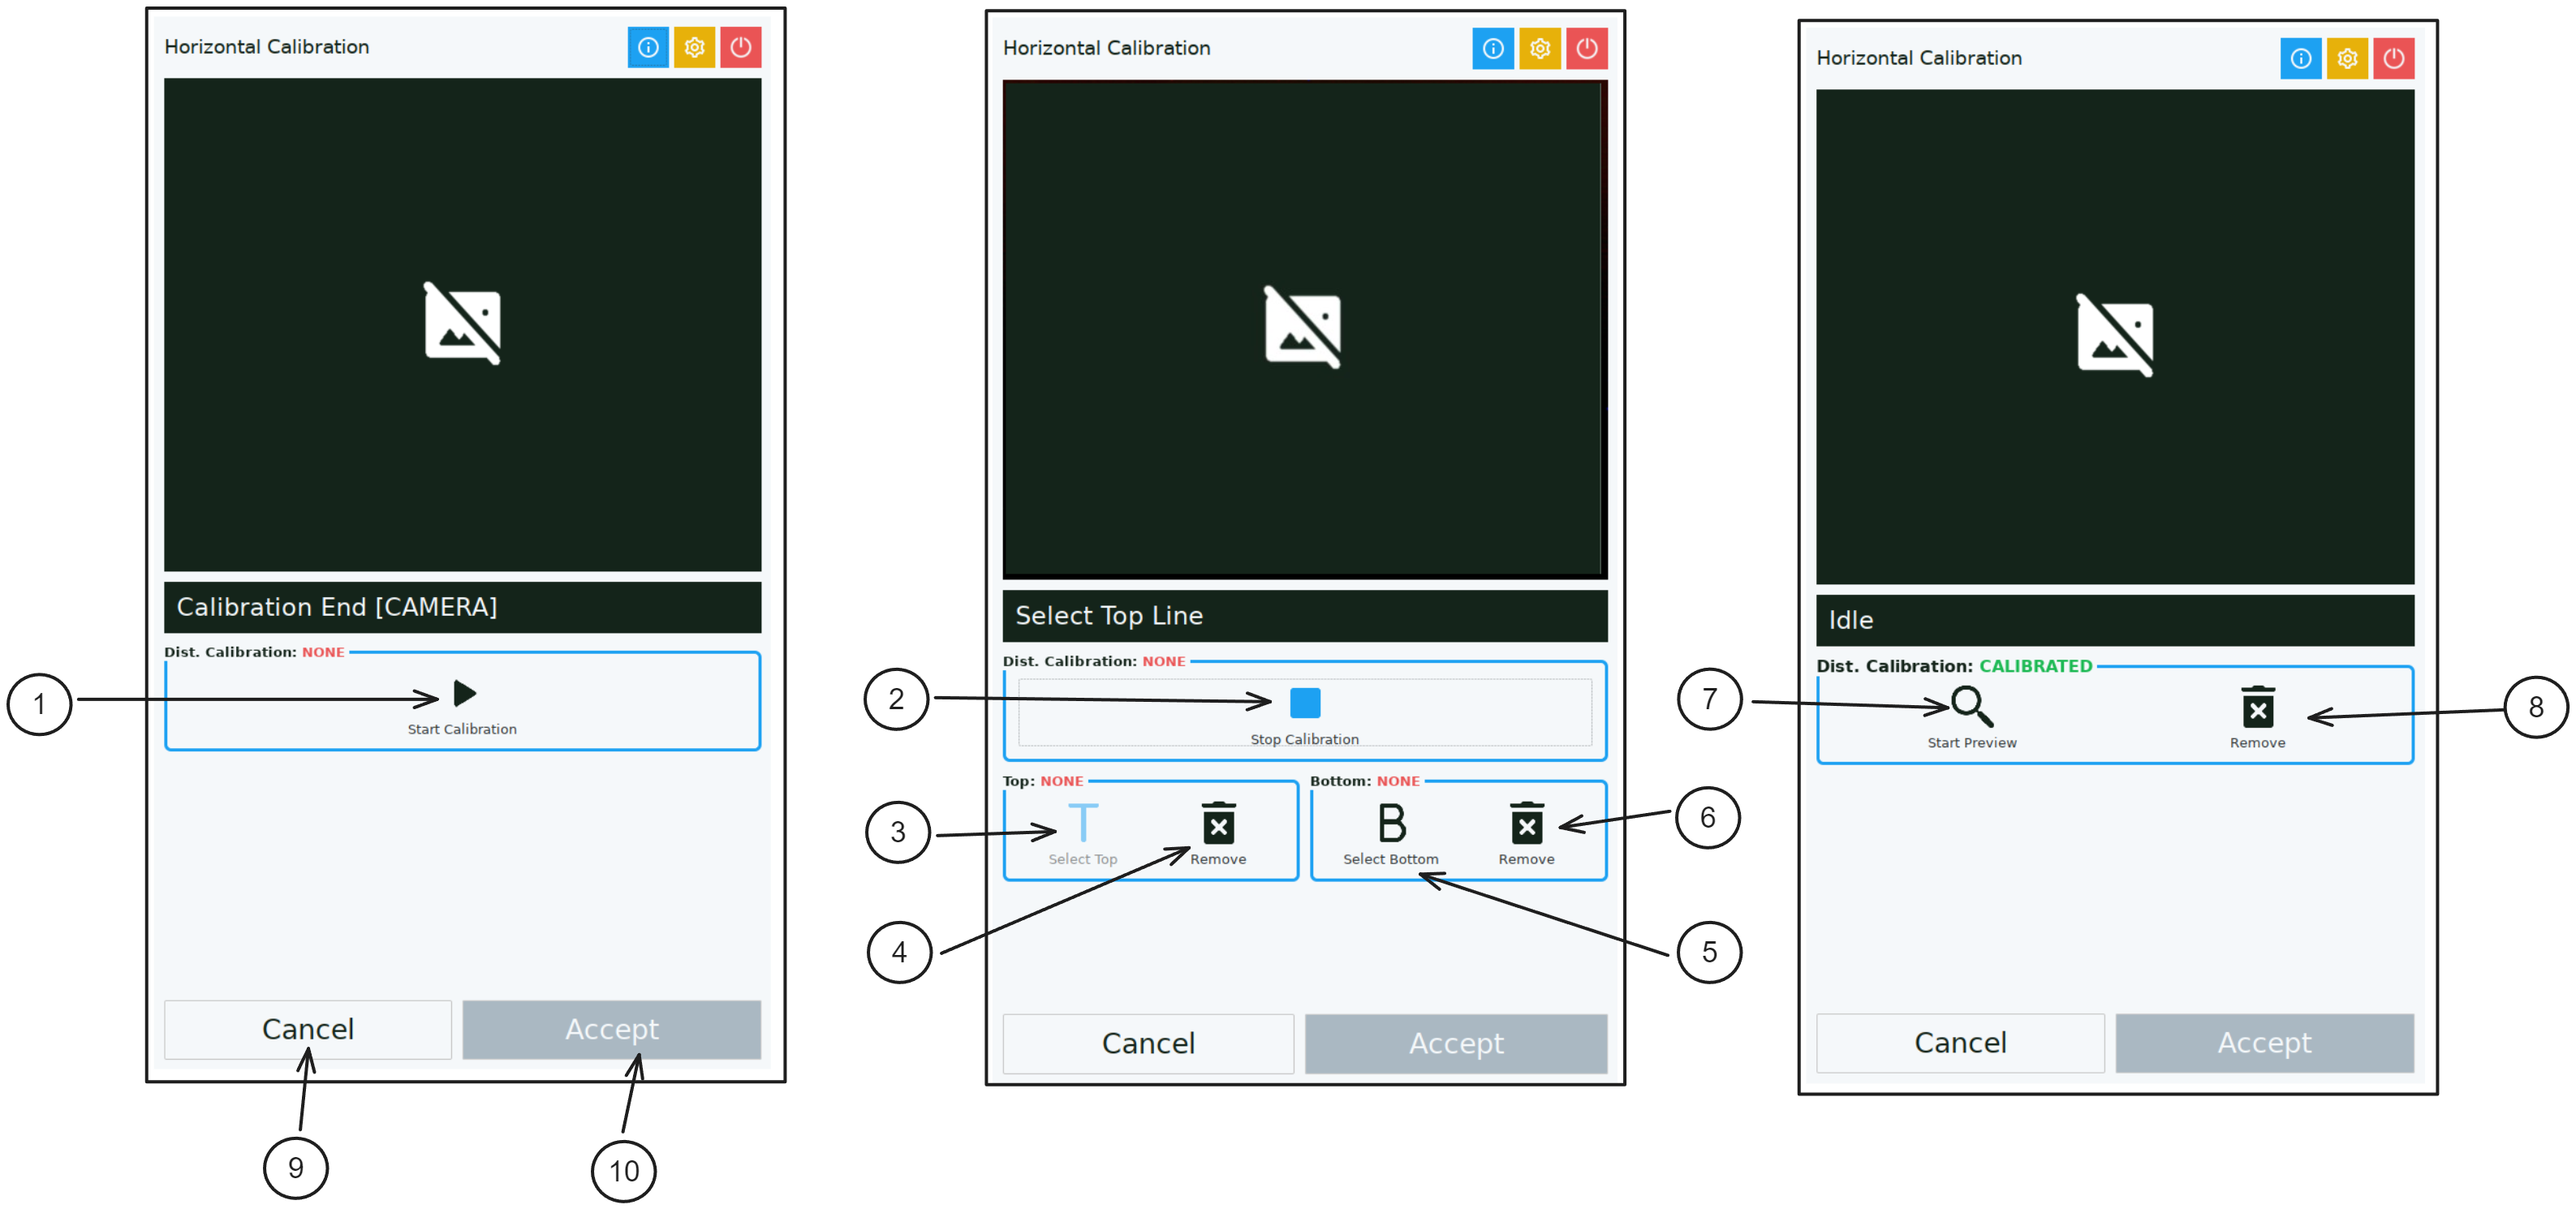 Horizontal Calibration
Calibration End [CAMERA]
Dist. Calibration: NONE
Start Calibration
Cancel
Accept
1
9
10
Horizontal Calibration
Select Top Line
Dist. Calibration: NONE
Stop Calibration
Top: NONE
Bottom: NONE
T
B
Select Top
Remove
Select Bottom
Remove
Cancel
Accept
2
3
4
5
6
Horizontal Calibration
Idle
Dist. Calibration: CALIBRATED
Start Preview
Remove
Cancel
Accept
7
8